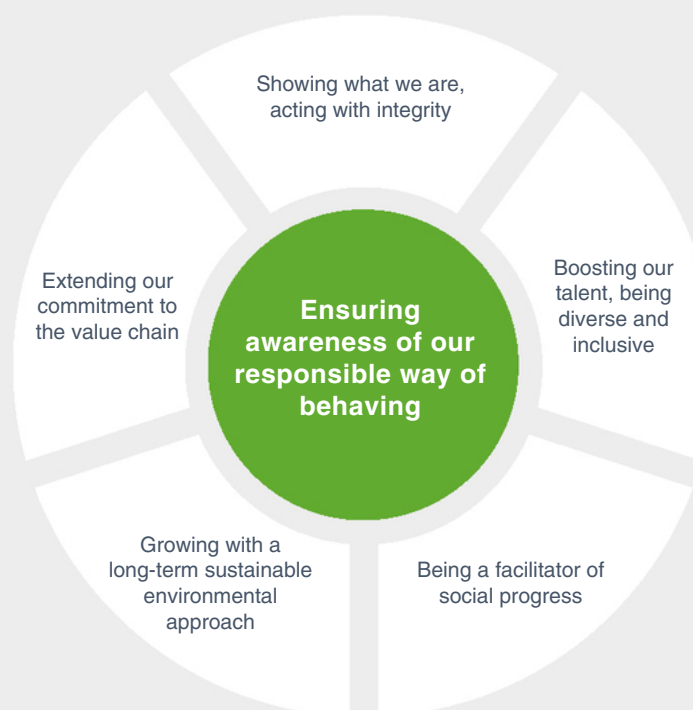 Showing what we are,
acting with integrity
Boosting our
talent, being
diverse and
inclusive
Extending our
commitment to
the value chain
Ensuring
awareness of our
responsible way of
behaving
Growing with a
long-term sustainable
environmental
approach
Being a facilitator of
social progress